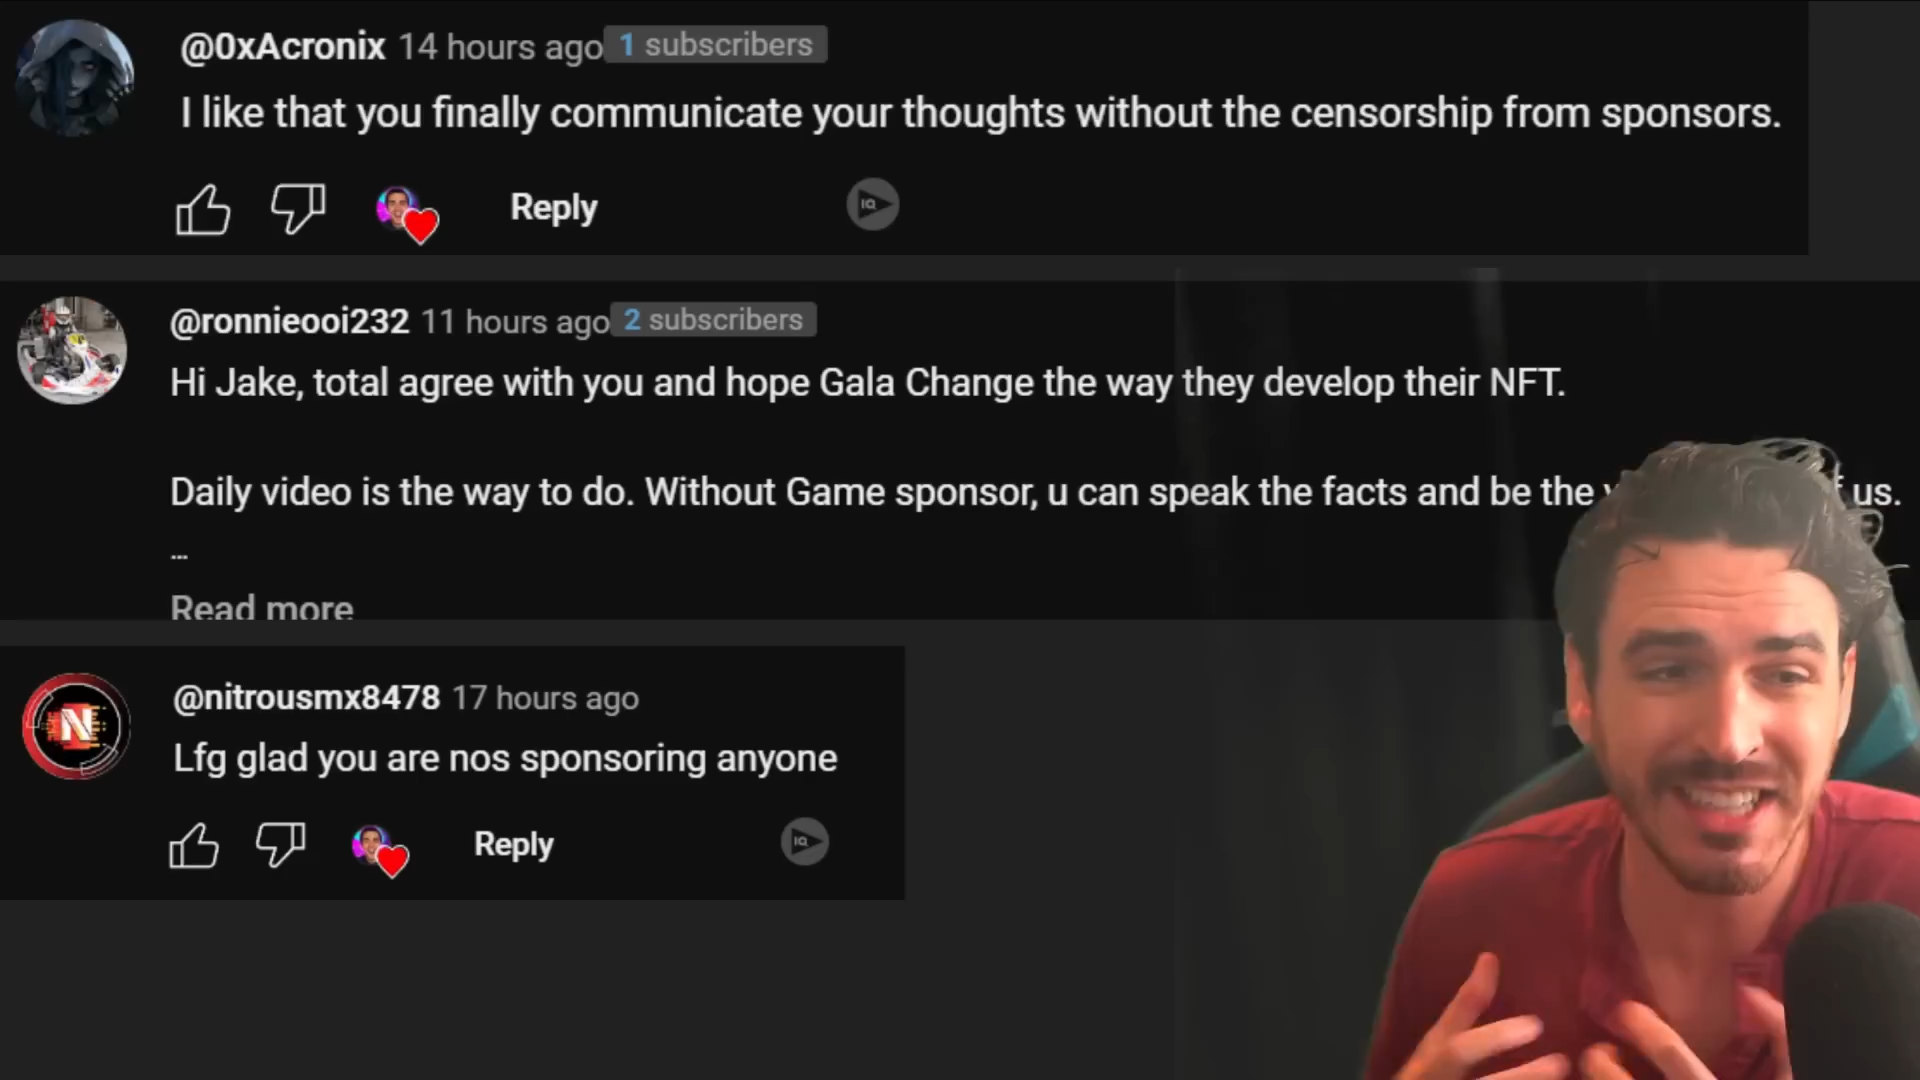 @0xAcronix 14 hours ago 1 subscribers
I like that you finally communicate your thoughts without the censorship from sponsors.
Reply
IQ
@ronnieooi232 11 hours ago 2 subscribers
Hi Jake, total agree with you and hope Gala Change the way they develop their NFT.
Daily video is the way to do. Without Game sponsor, u can speak the facts and be the us.
...
Read more
N
@nitrousmx8478 17 hours ago
Lfg glad you are nos sponsoring anyone
Reply
IQ